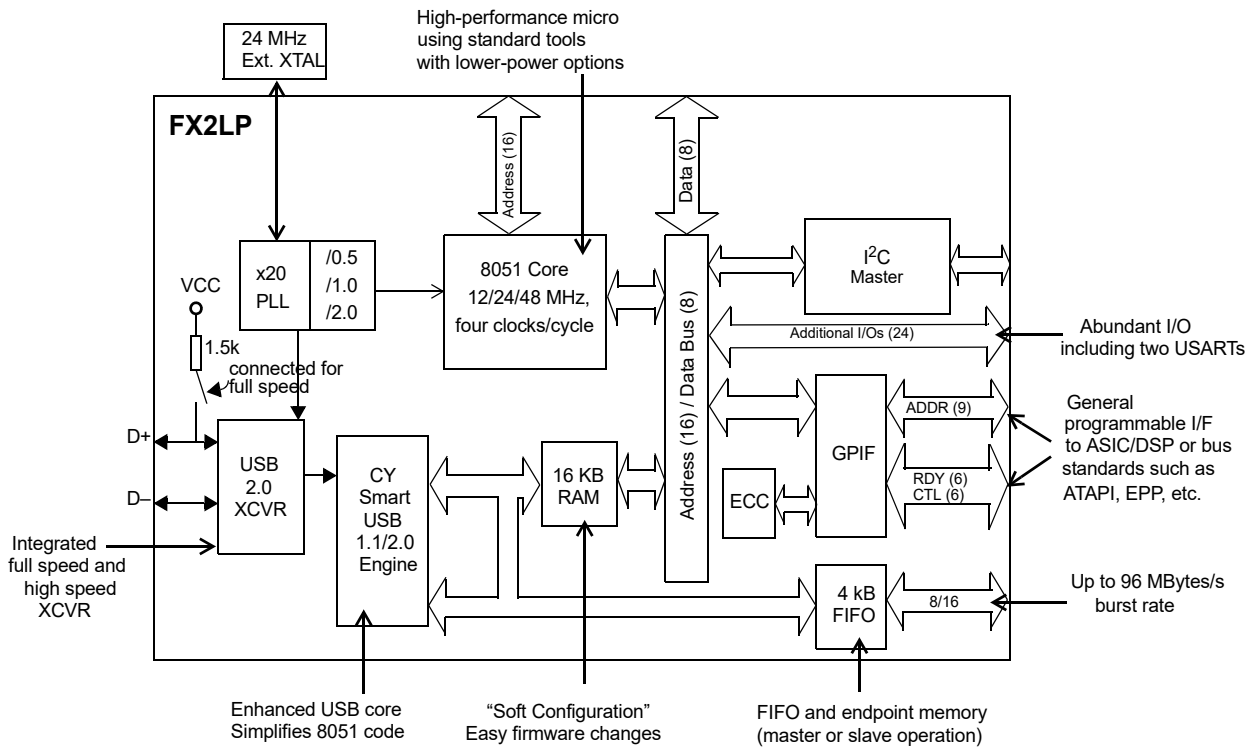 High-performance micro
using standard tools
with lower-power options
24 MHz
Ext. XTAL
FX2LP
Address (16)
Data (8)
x20
PLL
/0.5
/1.0
/2.0
8051 Core
12/24/48 MHz,
four clocks/cycle
I²C
Master
VCC
1.5k
connected for
full speed
Additional I/Os (24)
Abundant I/O
including two USARTs
Address (16) / Data Bus (8)
ADDR (9)
General
programmable I/F
to ASIC/DSP or bus
standards such as
ATAPI, EPP, etc.
D+
D–
USB
2.0
XCVR
CY
Smart
USB
1.1/2.0
Engine
16 KB
RAM
ECC
GPIF
RDY (6)
CTL (6)
Integrated
full speed and
high speed
XCVR
4 kB
FIFO
8/16
Up to 96 MBytes/s
burst rate
Enhanced USB core
Simplifies 8051 code
“Soft Configuration”
Easy firmware changes
FIFO and endpoint memory
(master or slave operation)